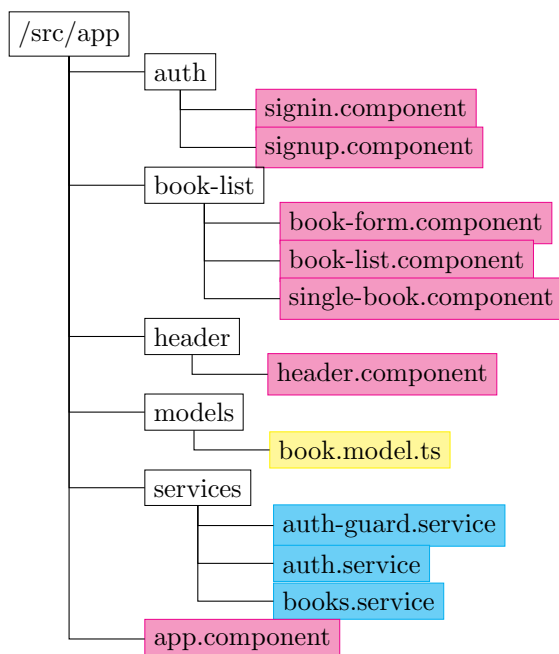 /src/app
auth
signin.component
signup.component
book-list
book-form.component
book-list.component
single-book.component
header
header.component
models
book.model.ts
services
auth-guard.service
auth.service
books.service
app.component